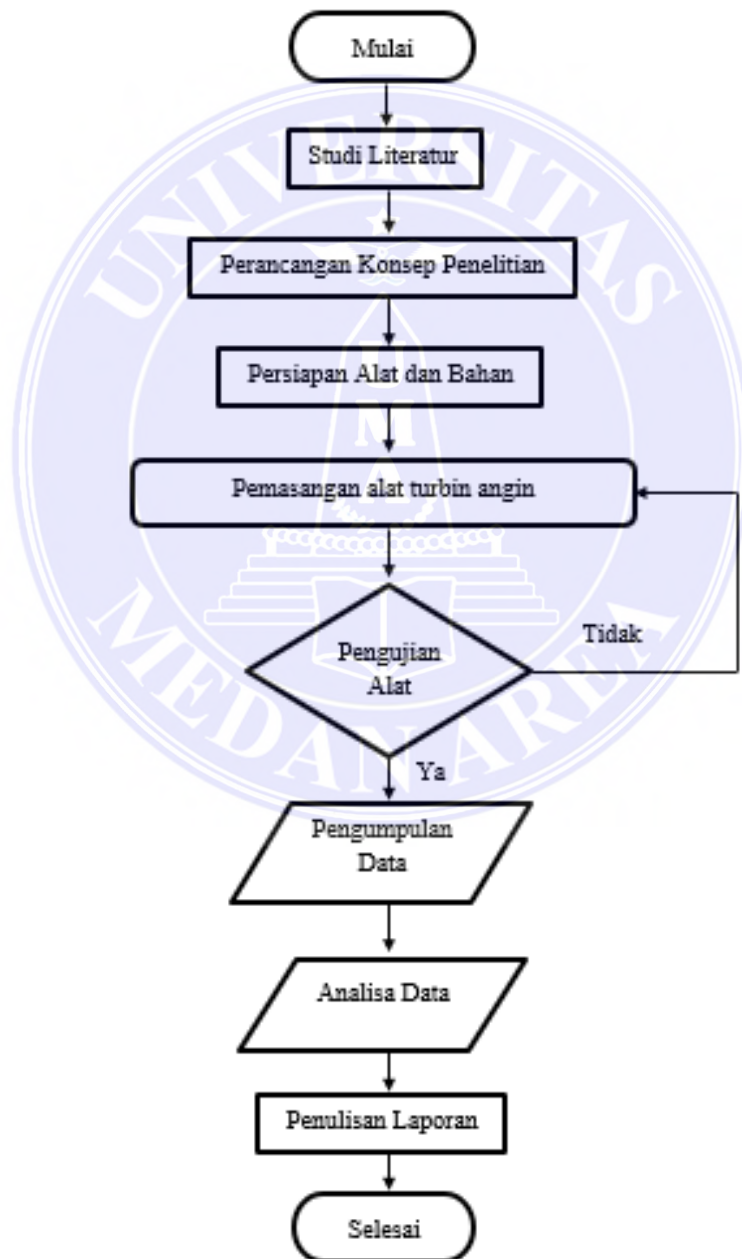 Mulai
Studi Literatur
Perancangan Konsep Penelitian
Persiapan Alat dan Bahan
Pemasangan alat turbin angin
Pengujian
Alat
Tidak
Ya
Pengumpulan
Data
Analisa Data
Penulisan Laporan
Selesai
UNIVERSITAS
MEDAN AREA
U
M
A